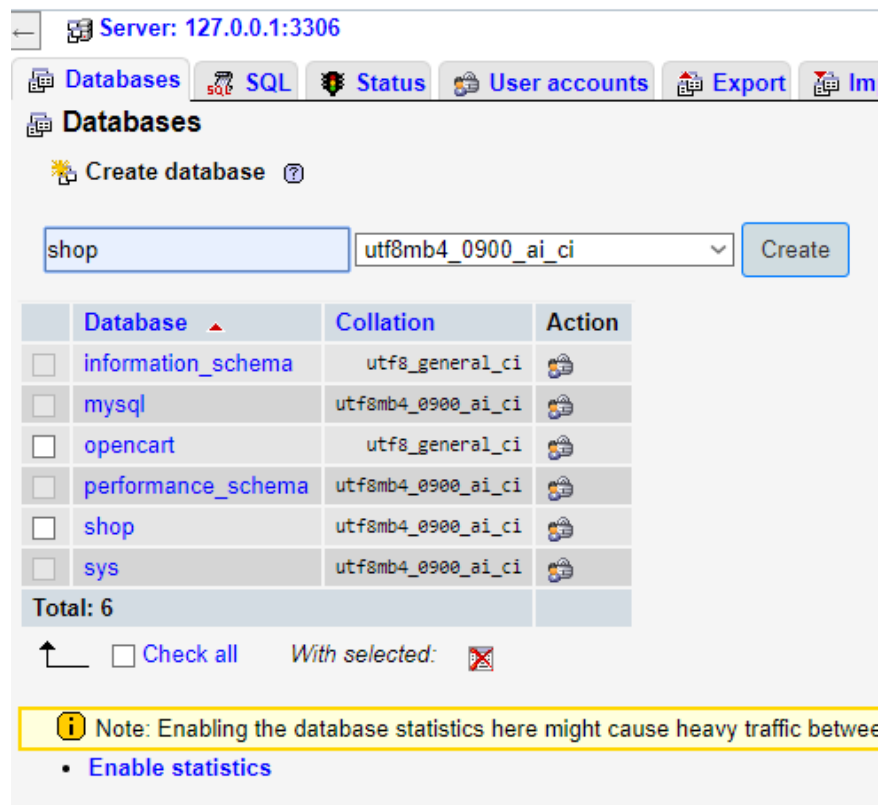 Server: 127.0.0.1:3306
Databases SQL Status User accounts Export Im
Databases
Create database
shop utf8mb4_0900_ai_ci Create
Database Collation Action
information_schema utf8_general_ci
mysql utf8mb4_0900_ai_ci
opencart utf8_general_ci
performance_schema utf8mb4_0900_ai_ci
shop utf8mb4_0900_ai_ci
sys utf8mb4_0900_ai_ci
Total: 6
Check all With selected:
Note: Enabling the database statistics here might cause heavy traffic betwee
• Enable statistics